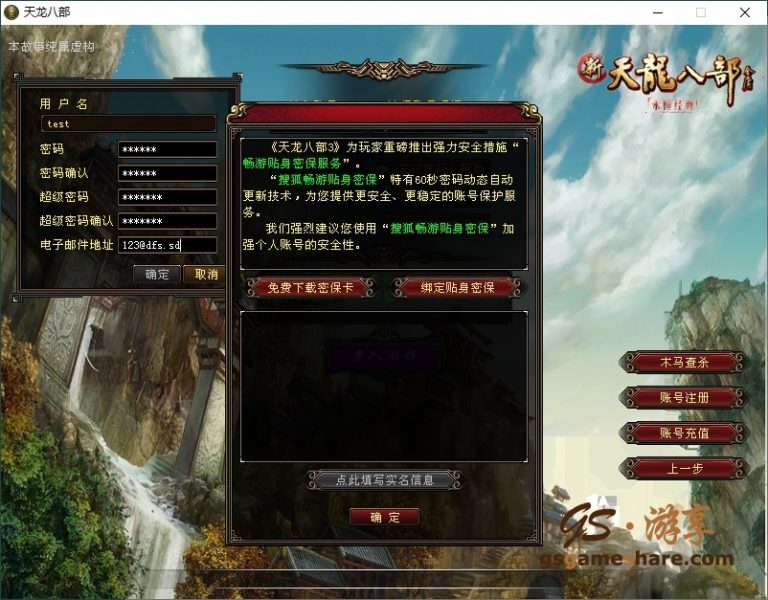 天龙八部
本故事纯属虚构
新天龍八部
永恒经典!
用 户 名
test
密码 ******
密码确认 ******
超级密码 *******
超级密码确认 *******
电子邮件地址 123@dfs.sd
确定 取消
《天龙八部3》为玩家重磅推出强力安全措施“
畅游贴身密保服务”。
“搜狐畅游贴身密保”特有60秒密码动态自动
更新技术，为您提供更安全、更稳定的账号保护服
务。
我们强烈建议您使用“搜狐畅游贴身密保”加
强个人账号的安全性。
免费下载密保卡 绑定贴身密保
进入游戏
点此填写实名信息
确 定
木马查杀
账号注册
账号充值
上一步
GS·游享
gsgameshare.com